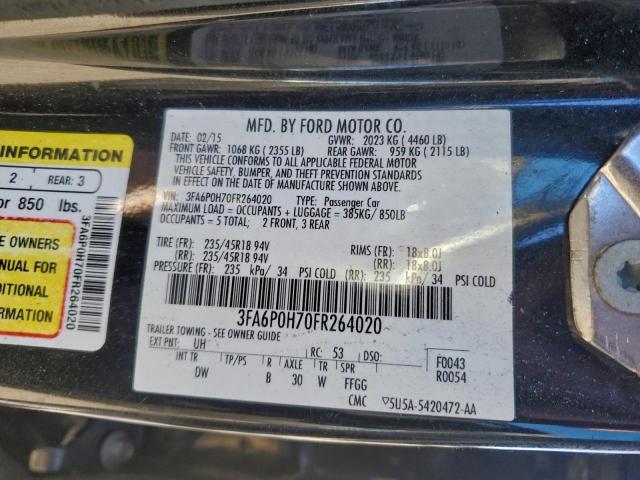 MFD. BY FORD MOTOR CO.
DATE: 02/15 GVWR: 2023 KG ( 4460 LB)
FRONT GAWR: 1068 KG ( 2355 LB) REAR GAWR: 959 KG ( 2115 LB)
THIS VEHICLE CONFORMS TO ALL APPLICABLE FEDERAL MOTOR
VEHICLE SAFETY, BUMPER, AND THEFT PREVENTION STANDARDS
IN EFFECT ON THE DATE OF MANUFACTURE SHOWN ABOVE.
VIN: 3FA6P0H70FR264020 TYPE: Passenger Car
MAXIMUM LOAD = OCCUPANTS + LUGGAGE = 385KG/ 850LB
OCCUPANTS = 5 TOTAL; 2 FRONT, 3 REAR
TIRE (FR): 235/45R18 94V RIMS (FR): 18x8.0J
(RR): 235/45R18 94V (RR): 18x8.0J
PRESSURE (FR): 235 kPa/ 34 PSI COLD (RR): 235 kPa/ 34 PSI COLD
3FA6P0H70FR264020
TRAILER TOWING - SEE OWNER GUIDE
EXT PNT: UH RC: 53 DSO: F0043
INT TR TP/PS R AXLE TR SPR R0054
DW B 30 W FFGG
CMC 5U5A-5420472-AA
INFORMATION
2 REAR: 3
or 850 lbs.
E OWNERS
NUAL FOR
DITIONAL
RMATION
3FA6P0H70FR264020